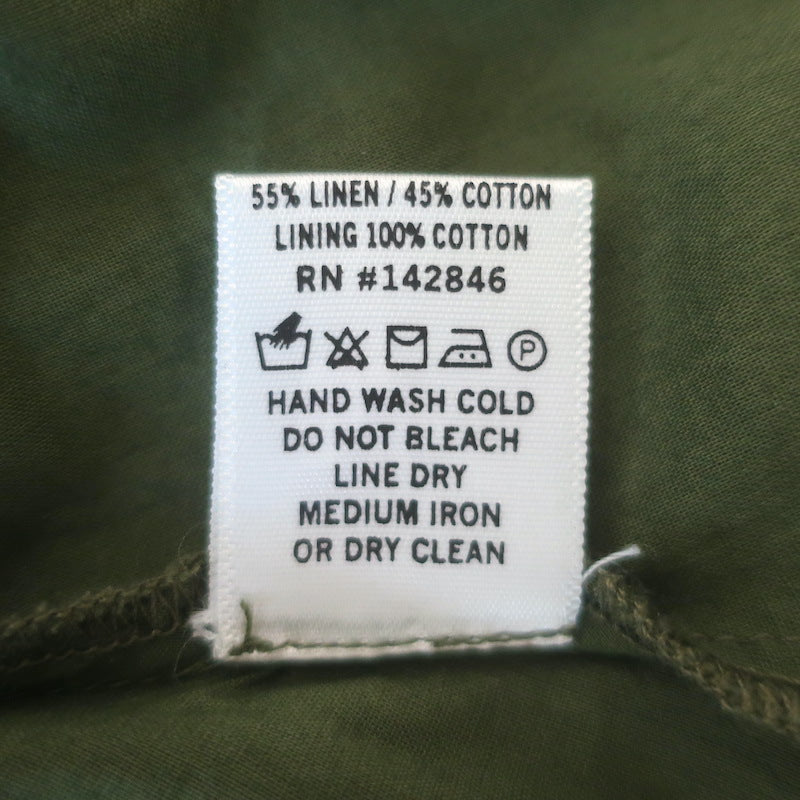 55% LINEN / 45% COTTON
LINING 100% COTTON
RN #142846
P
HAND WASH COLD
DO NOT BLEACH
LINE DRY
MEDIUM IRON
OR DRY CLEAN